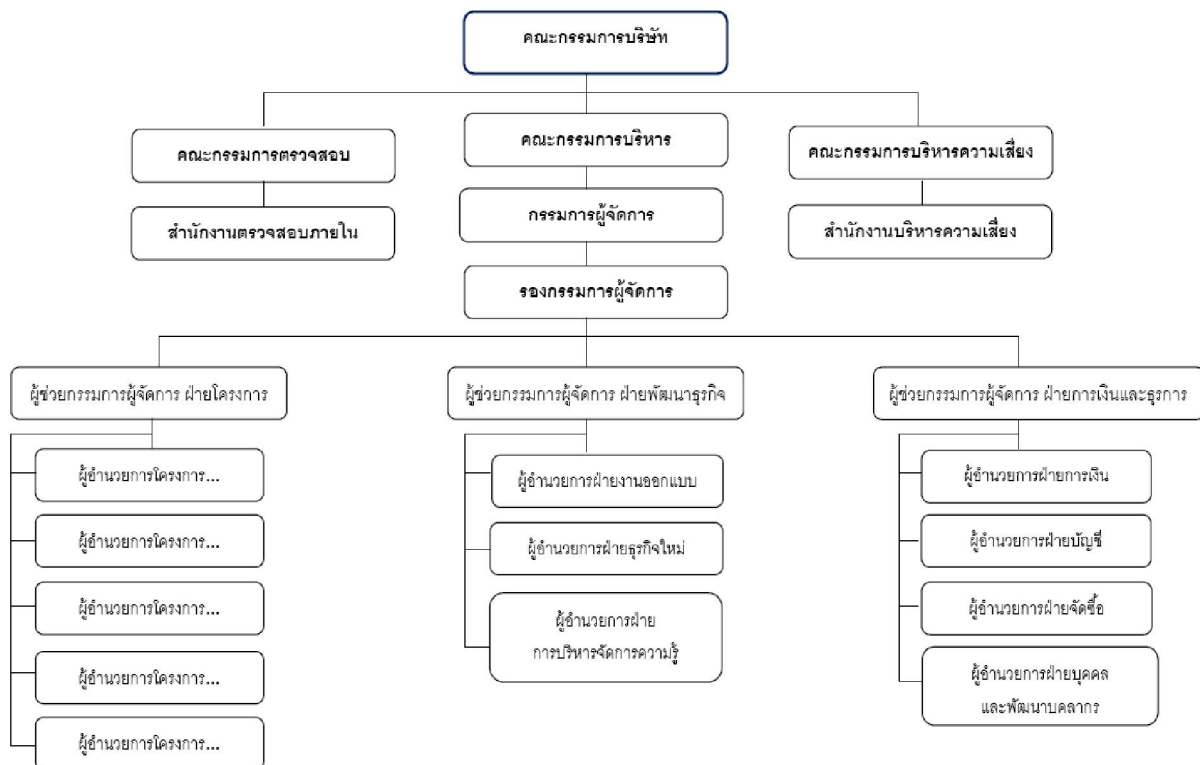 คณะกรรมการบริษัท
คณะกรรมการตรวจสอบ
คณะกรรมการบริหาร
คณะกรรมการบริหารความเสี่ยง
สำนักงานตรวจสอบภายใน
กรรมการผู้จัดการ
สำนักงานบริหารความเสี่ยง
รองกรรมการผู้จัดการ
ผู้ช่วยกรรมการผู้จัดการ ฝ่ายโครงการ
ผู้ช่วยกรรมการผู้จัดการ ฝ่ายพัฒนาธุรกิจ
ผู้ช่วยกรรมการผู้จัดการ ฝ่ายการเงินและธุรการ
ผู้อำนวยการโครงการ...
ผู้อำนวยการโครงการ...
ผู้อำนวยการโครงการ...
ผู้อำนวยการโครงการ...
ผู้อำนวยการโครงการ...
ผู้อำนวยการฝ่ายงานออกแบบ
ผู้อำนวยการฝ่ายธุรกิจใหม่
ผู้อำนวยการฝ่าย
การบริหารจัดการความรู้
ผู้อำนวยการฝ่ายการเงิน
ผู้อำนวยการฝ่ายบัญชี
ผู้อำนวยการฝ่ายจัดซื้อ
ผู้อำนวยการฝ่ายบุคคล
และพัฒนาบุคลากร